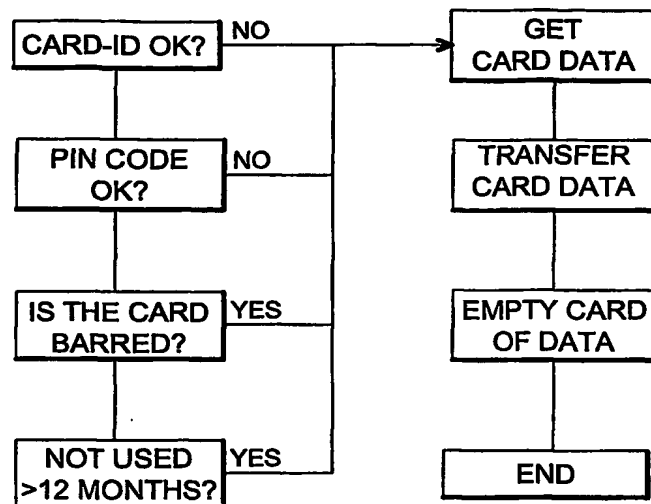 CARD-ID OK?
NO
PIN CODE
OK?
NO
IS THE CARD
BARRED?
YES
NOT USED
>12 MONTHS?
YES
GET
CARD DATA
TRANSFER
CARD DATA
EMPTY CARD
OF DATA
END